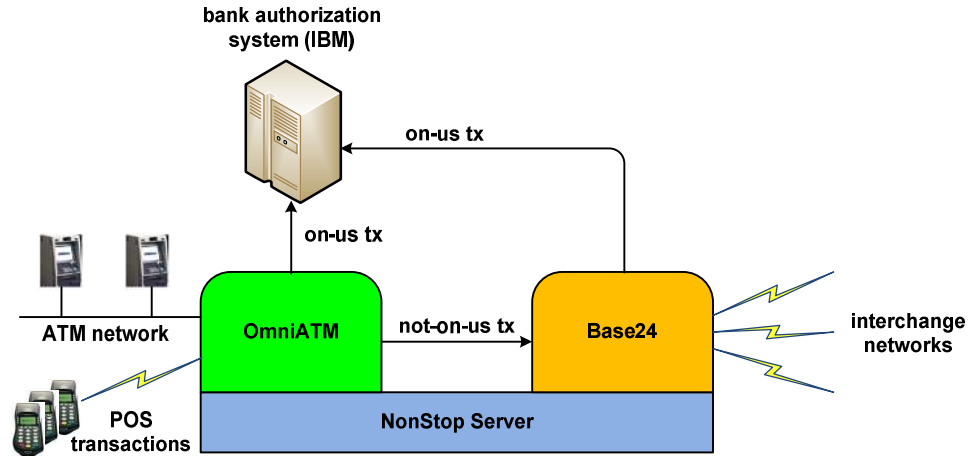 bank authorization
system (IBM)
on-us tx
on-us tx
ATM network
OmniATM
not-on-us tx
Base24
interchange
networks
POS
transactions
NonStop Server